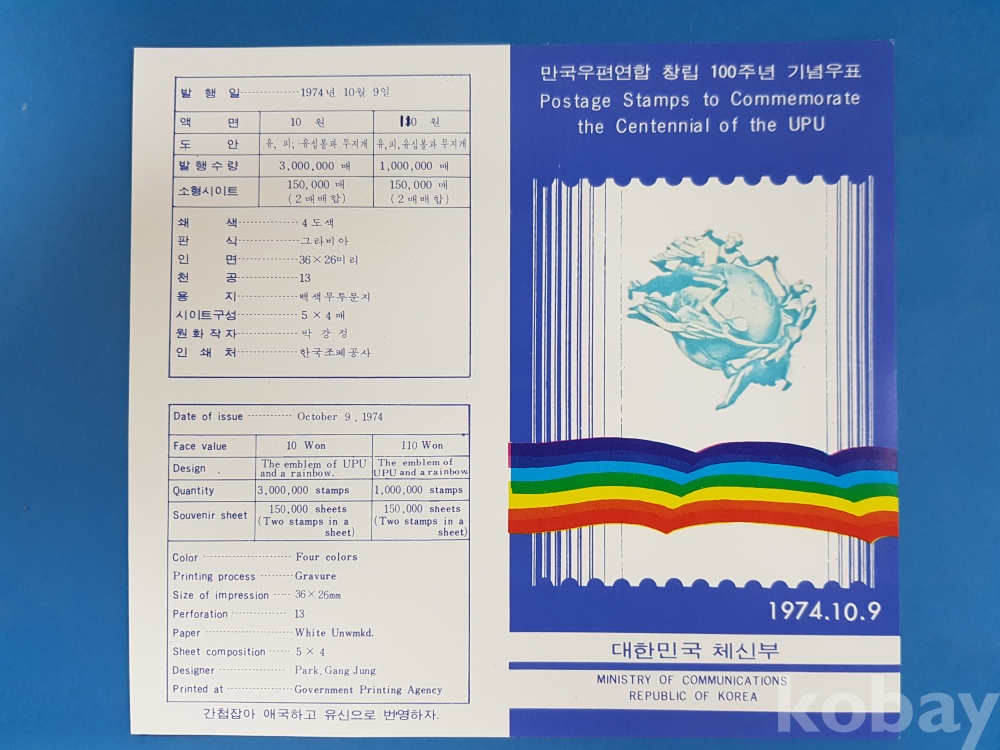 발 행 일 ············ 1974년 10월 9일
액 면 10 원 110 원
도 안 유, 피, 유심볼과 무지개 유, 피, 유심볼과 무지개
발행수량 3,000,000 매 1,000,000 매
소형시이트 150,000 매 (2매배합) 150,000 매 (2매배합)
쇄 색 ············ 4도색
판 식 ············ 그라비아
인 면 ············ 36×26미리
천 공 ············ 13
용 지 ············ 백색무투문지
시이트구성 ············ 5×4매
원화작자 ············ 박 강 정
인 쇄 처 ············ 한국조폐공사
Date of issue ············ October 9, 1974
Face value 10 Won 110 Won
Design The emblem of UPU and a rainbow. The emblem of UPU and a rainbow.
Quantity 3,000,000 stamps 1,000,000 stamps
Souvenir sheet 150,000 sheets (Two stamps in a sheet) 150,000 sheets (Two stamps in a sheet)
Color ············ Four colors
Printing process ········ Gravure
Size of impression ····· 36×26mm
Perforation ············ 13
Paper ············ White Unwmkd.
Sheet composition ······ 5×4
Designer ············ Park, Gang Jung
Printed at ············ Government Printing Agency
간첩잡아 애국하고 유신으로 번영하자.
만국우편연합 창립 100주년 기념우표
Postage Stamps to Commemorate
the Centennial of the UPU
1974.10.9
대한민국 체신부
MINISTRY OF COMMUNICATIONS
REPUBLIC OF KOREA
kobay